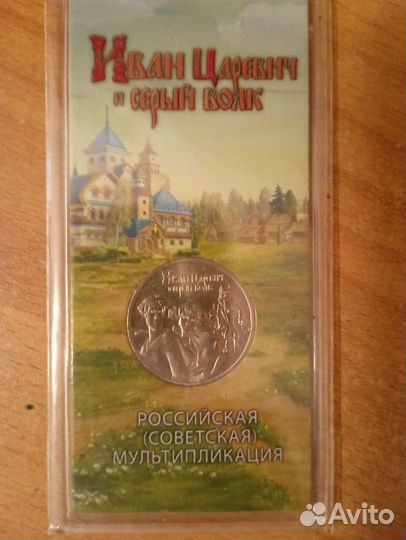 Иван Царевич
и серый волк
Иван Царевич
и серый волк
РОССИЙСКАЯ
(СОВЕТСКАЯ)
МУЛЬТИПЛИКАЦИЯ
Avito